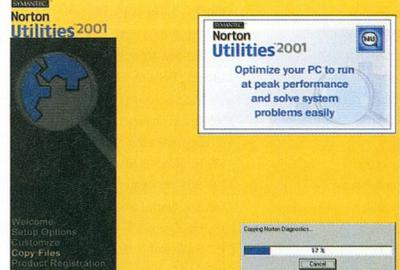 SYMANTEC.
Norton
Utilities 2001
Welcome
Setup Options
Customize
Copy Files
Product Registration
SYMANTEC.
Norton
Utilities 2001
NU
Optimize your PC to run
at peak performance
and solve system
problems easily
Copying Norton Diagnostics...
57 %
Cancel